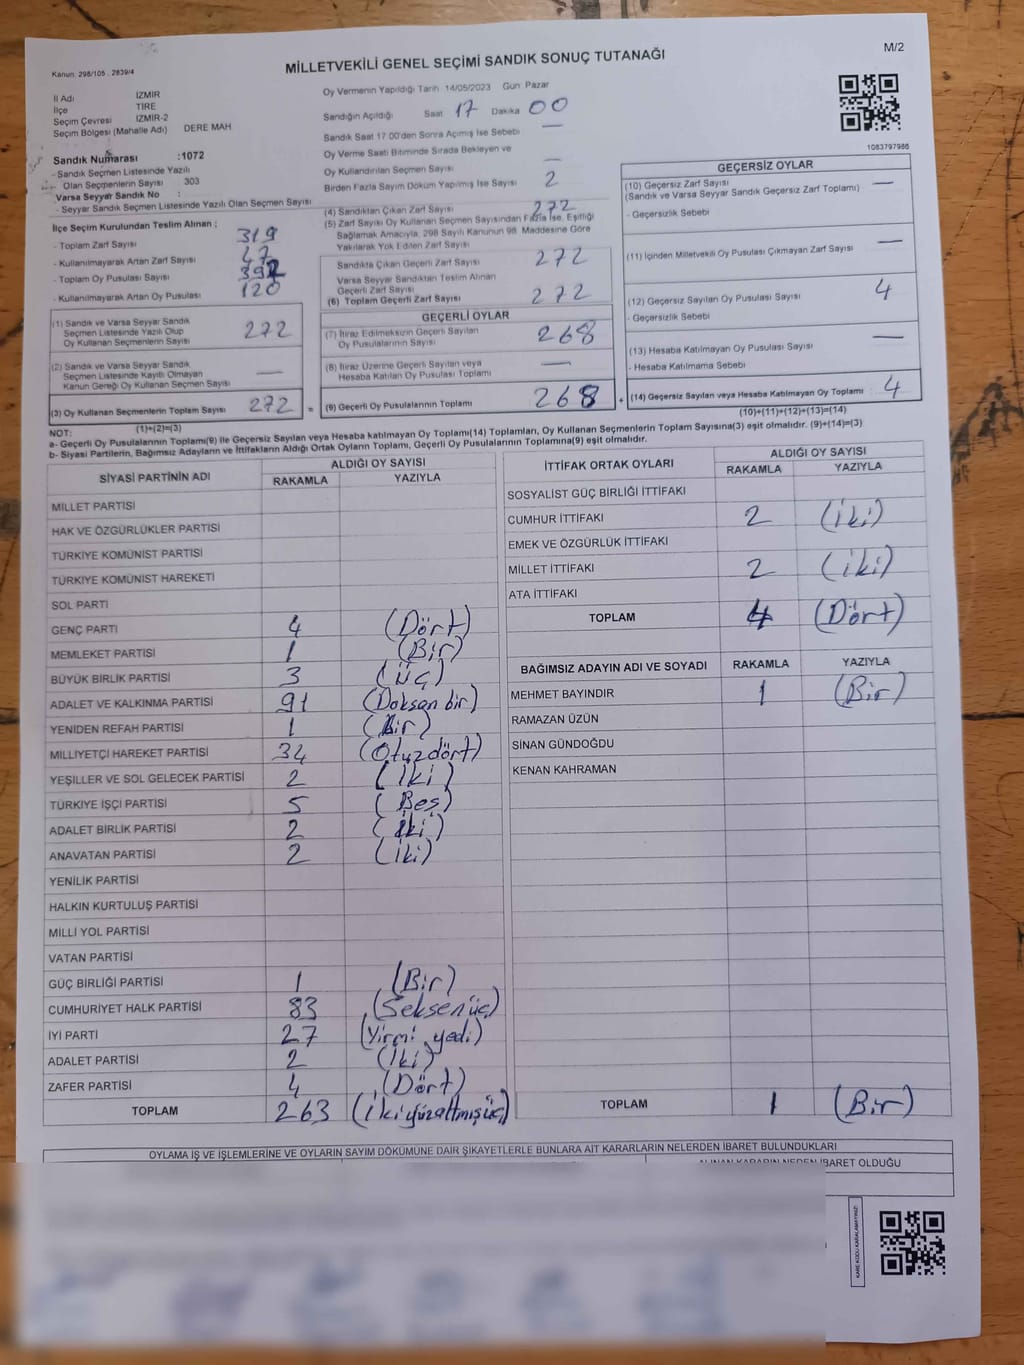 M/2
Kanun. 298/105 , 2839/4
MİLLETVEKİLİ GENEL SEÇİMİ SANDIK SONUÇ TUTANAĞI
İl Adı İZMİR
İlçe TİRE
Seçim Çevresi İZMİR-2
Seçim Bölgesi (Mahalle Adı) DERE MAH
Sandık Numarası :1072
- Sandık Seçmen Listesinde Yazılı
Olan Seçmenlerin Sayısı : 303
Varsa Seyyar Sandık No :
- Seyyar Sandık Seçmen Listesinde Yazılı Olan Seçmen Sayısı
İlçe Seçim Kurulundan Teslim Alınan :
- Toplam Zarf Sayısı 319
- Kullanılmayarak Artan Zarf Sayısı 47
- Toplam Oy Pusulası Sayısı 392
- Kullanılmayarak Artan Oy Pusulası 120
(1) Sandık ve Varsa Seyyar Sandık
Seçmen Listesinde Yazılı Olup
Oy Kullanan Seçmenlerin Sayısı 272
(2) Sandık ve Varsa Seyyar Sandık
Seçmen Listesinde Kayıtlı Olmayan
Kanun Gereği Oy Kullanan Seçmen Sayısı —
(3) Oy Kullanan Seçmenlerin Toplam Sayısı 272 =
(1)+(2)=(3)
Oy Vermenin Yapıldığı Tarih 14/05/2023 Gün Pazar
Sandığın Açıldığı Saat 17 Dakika 00
Sandık Saat 17.00'den Sonra Açılmış İse Sebebi —
Oy Verme Saati Bitiminde Sırada Bekleyen ve
Oy Kullandırılan Seçmen Sayısı —
Birden Fazla Sayım Döküm Yapılmış İse Sayısı 2
(4) Sandıktan Çıkan Zarf Sayısı 272
(5) Zarf Sayısı Oy Kullanan Seçmen Sayısından Fazla İse, Eşitliği
Sağlamak Amacıyla, 298 Sayılı Kanunun 98. Maddesine Göre
Yakılarak Yok Edilen Zarf Sayısı
Sandıkta Çıkan Geçerli Zarf Sayısı 272
Varsa Seyyar Sandıktan Teslim Alınan
Geçerli Zarf Sayısı
(6) Toplam Geçerli Zarf Sayısı 272
GEÇERLİ OYLAR
(7) İtiraz Edilmeksizin Geçerli Sayılan
Oy Pusulalarının Sayısı 268
(8) İtiraz Üzerine Geçerli Sayılan veya
Hesaba Katılan Oy Pusulası Toplamı —
(9) Geçerli Oy Pusulalarının Toplamı 268 +
1083797986
GEÇERSİZ OYLAR
(10) Geçersiz Zarf Sayısı —
(Sandık ve Varsa Seyyar Sandık Geçersiz Zarf Toplamı)
- Geçersizlik Sebebi
(11) İçinden Milletvekili Oy Pusulası Çıkmayan Zarf Sayısı —
(12) Geçersiz Sayılan Oy Pusulası Sayısı 4
- Geçersizlik Sebebi
(13) Hesaba Katılmayan Oy Pusulası Sayısı —
- Hesaba Katılmama Sebebi
(14) Geçersiz Sayılan veya Hesaba Katılmayan Oy Toplamı 4
(10)+(11)+(12)+(13)=(14)
NOT:
a- Geçerli Oy Pusulalarının Toplamı(9) ile Geçersiz Sayılan veya Hesaba katılmayan Oy Toplamı(14) Toplamları, Oy Kullanan Seçmenlerin Toplam Sayısına(3) eşit olmalıdır. (9)+(14)=(3)
b- Siyasi Partilerin, Bağımsız Adayların ve İttifakların Aldığı Ortak Oyların Toplam, Geçerli Oy Pusulalarının Toplamına(9) eşit olmalıdır.
SİYASİ PARTİNİN ADI ALDIĞI OY SAYISI
RAKAMLA YAZIYLA
MİLLET PARTİSİ
HAK VE ÖZGÜRLÜKLER PARTİSİ
TÜRKİYE KOMÜNİST PARTİSİ
TÜRKİYE KOMÜNİST HAREKETİ
SOL PARTİ
GENÇ PARTİ 4 (Dört)
MEMLEKET PARTİSİ 1 (Bir)
BÜYÜK BİRLİK PARTİSİ 3 (Üç)
ADALET VE KALKINMA PARTİSİ 91 (Doksan bir)
YENİDEN REFAH PARTİSİ 1 (Bir)
MİLLİYETÇİ HAREKET PARTİSİ 34 (Otuzdört)
YEŞİLLER VE SOL GELECEK PARTİSİ 2 (İki)
TÜRKİYE İŞÇİ PARTİSİ 5 (Beş)
ADALET BİRLİK PARTİSİ 2 (İki)
ANAVATAN PARTİSİ 2 (İki)
YENİLİK PARTİSİ
HALKIN KURTULUŞ PARTİSİ
MİLLİ YOL PARTİSİ
VATAN PARTİSİ
GÜÇ BİRLİĞİ PARTİSİ 1 (Bir)
CUMHURİYET HALK PARTİSİ 83 (Seksenüç)
İYİ PARTİ 27 (Yirmi yedi)
ADALET PARTİSİ 2 (İki)
ZAFER PARTİSİ 4 (Dört)
TOPLAM 263 (İkiyüzaltmışüç)
İTTİFAK ORTAK OYLARI ALDIĞI OY SAYISI
RAKAMLA YAZIYLA
SOSYALİST GÜÇ BİRLİĞİ İTTİFAKI
CUMHUR İTTİFAKI 2 (İki)
EMEK VE ÖZGÜRLÜK İTTİFAKI
MİLLET İTTİFAKI 2 (İki)
ATA İTTİFAKI
TOPLAM 4 (Dört)
BAĞIMSIZ ADAYIN ADI VE SOYADI RAKAMLA YAZIYLA
MEHMET BAYINDIR 1 (Bir)
RAMAZAN ÜZÜN
SİNAN GÜNDOĞDU
KENAN KAHRAMAN
TOPLAM 1 (Bir)
OYLAMA İŞ VE İŞLEMLERİNE VE OYLARIN SAYIM DÖKÜMÜNE DAİR ŞİKAYETLERLE BUNLARA AİT KARARLARIN NELERDEN İBARET BULUNDUKLARI
ALINAN KARARIN NEDEN İBARET OLDUĞU
KARE KODU KARALAMAYINIZ!